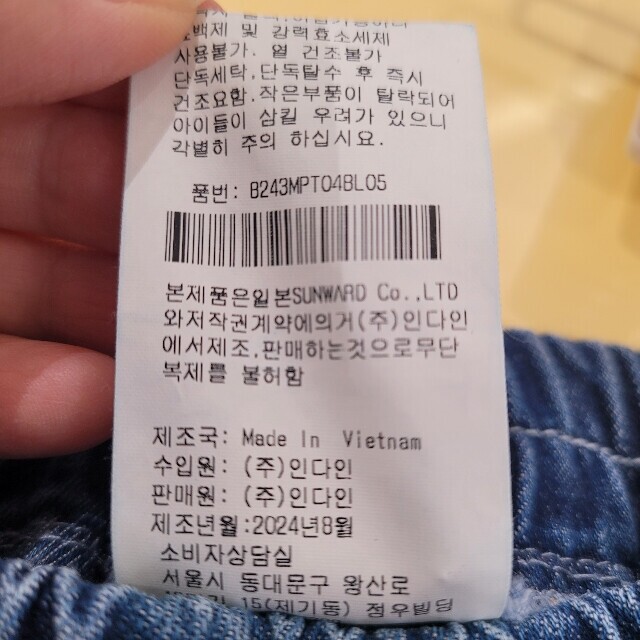 백제 및 강력효소세제
사용불가. 열 건조불가
단독세탁,단독탈수 후 즉시
건조요함.작은부품이 탈락되어
아이들이 삼킬 우려가 있으니
각별히 주의 하십시요.
품번: B243MPT04BL05
본제품은일본SUNWARD Co.,LTD
와저작권계약에의거(주)인다인
에서제조,판매하는것으로무단
복제를 불허함
제조국: Made In Vietnam
수입원: (주)인다인
판매원: (주)인다인
제조년월:2024년8월
소비자상담실
서울시 동대문구 왕산로
15(제기동) 정우빌딩